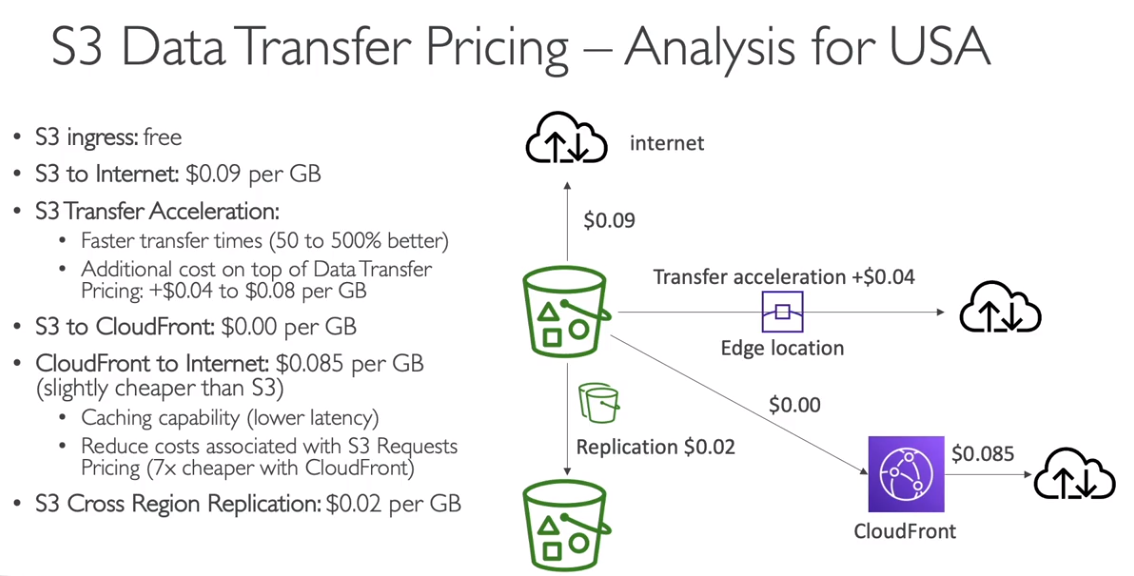 S3 Data Transfer Pricing – Analysis for USA
• S3 ingress: free
• S3 to Internet: $0.09 per GB
• S3 Transfer Acceleration:
• Faster transfer times (50 to 500% better)
• Additional cost on top of Data Transfer
Pricing: +$0.04 to $0.08 per GB
• S3 to CloudFront: $0.00 per GB
• CloudFront to Internet: $0.085 per GB
(slightly cheaper than S3)
• Caching capability (lower latency)
• Reduce costs associated with S3 Requests
Pricing (7x cheaper with CloudFront)
• S3 Cross Region Replication: $0.02 per GB
internet
$0.09
Transfer acceleration +$0.04
Edge location
$0.00
Replication $0.02
$0.085
CloudFront